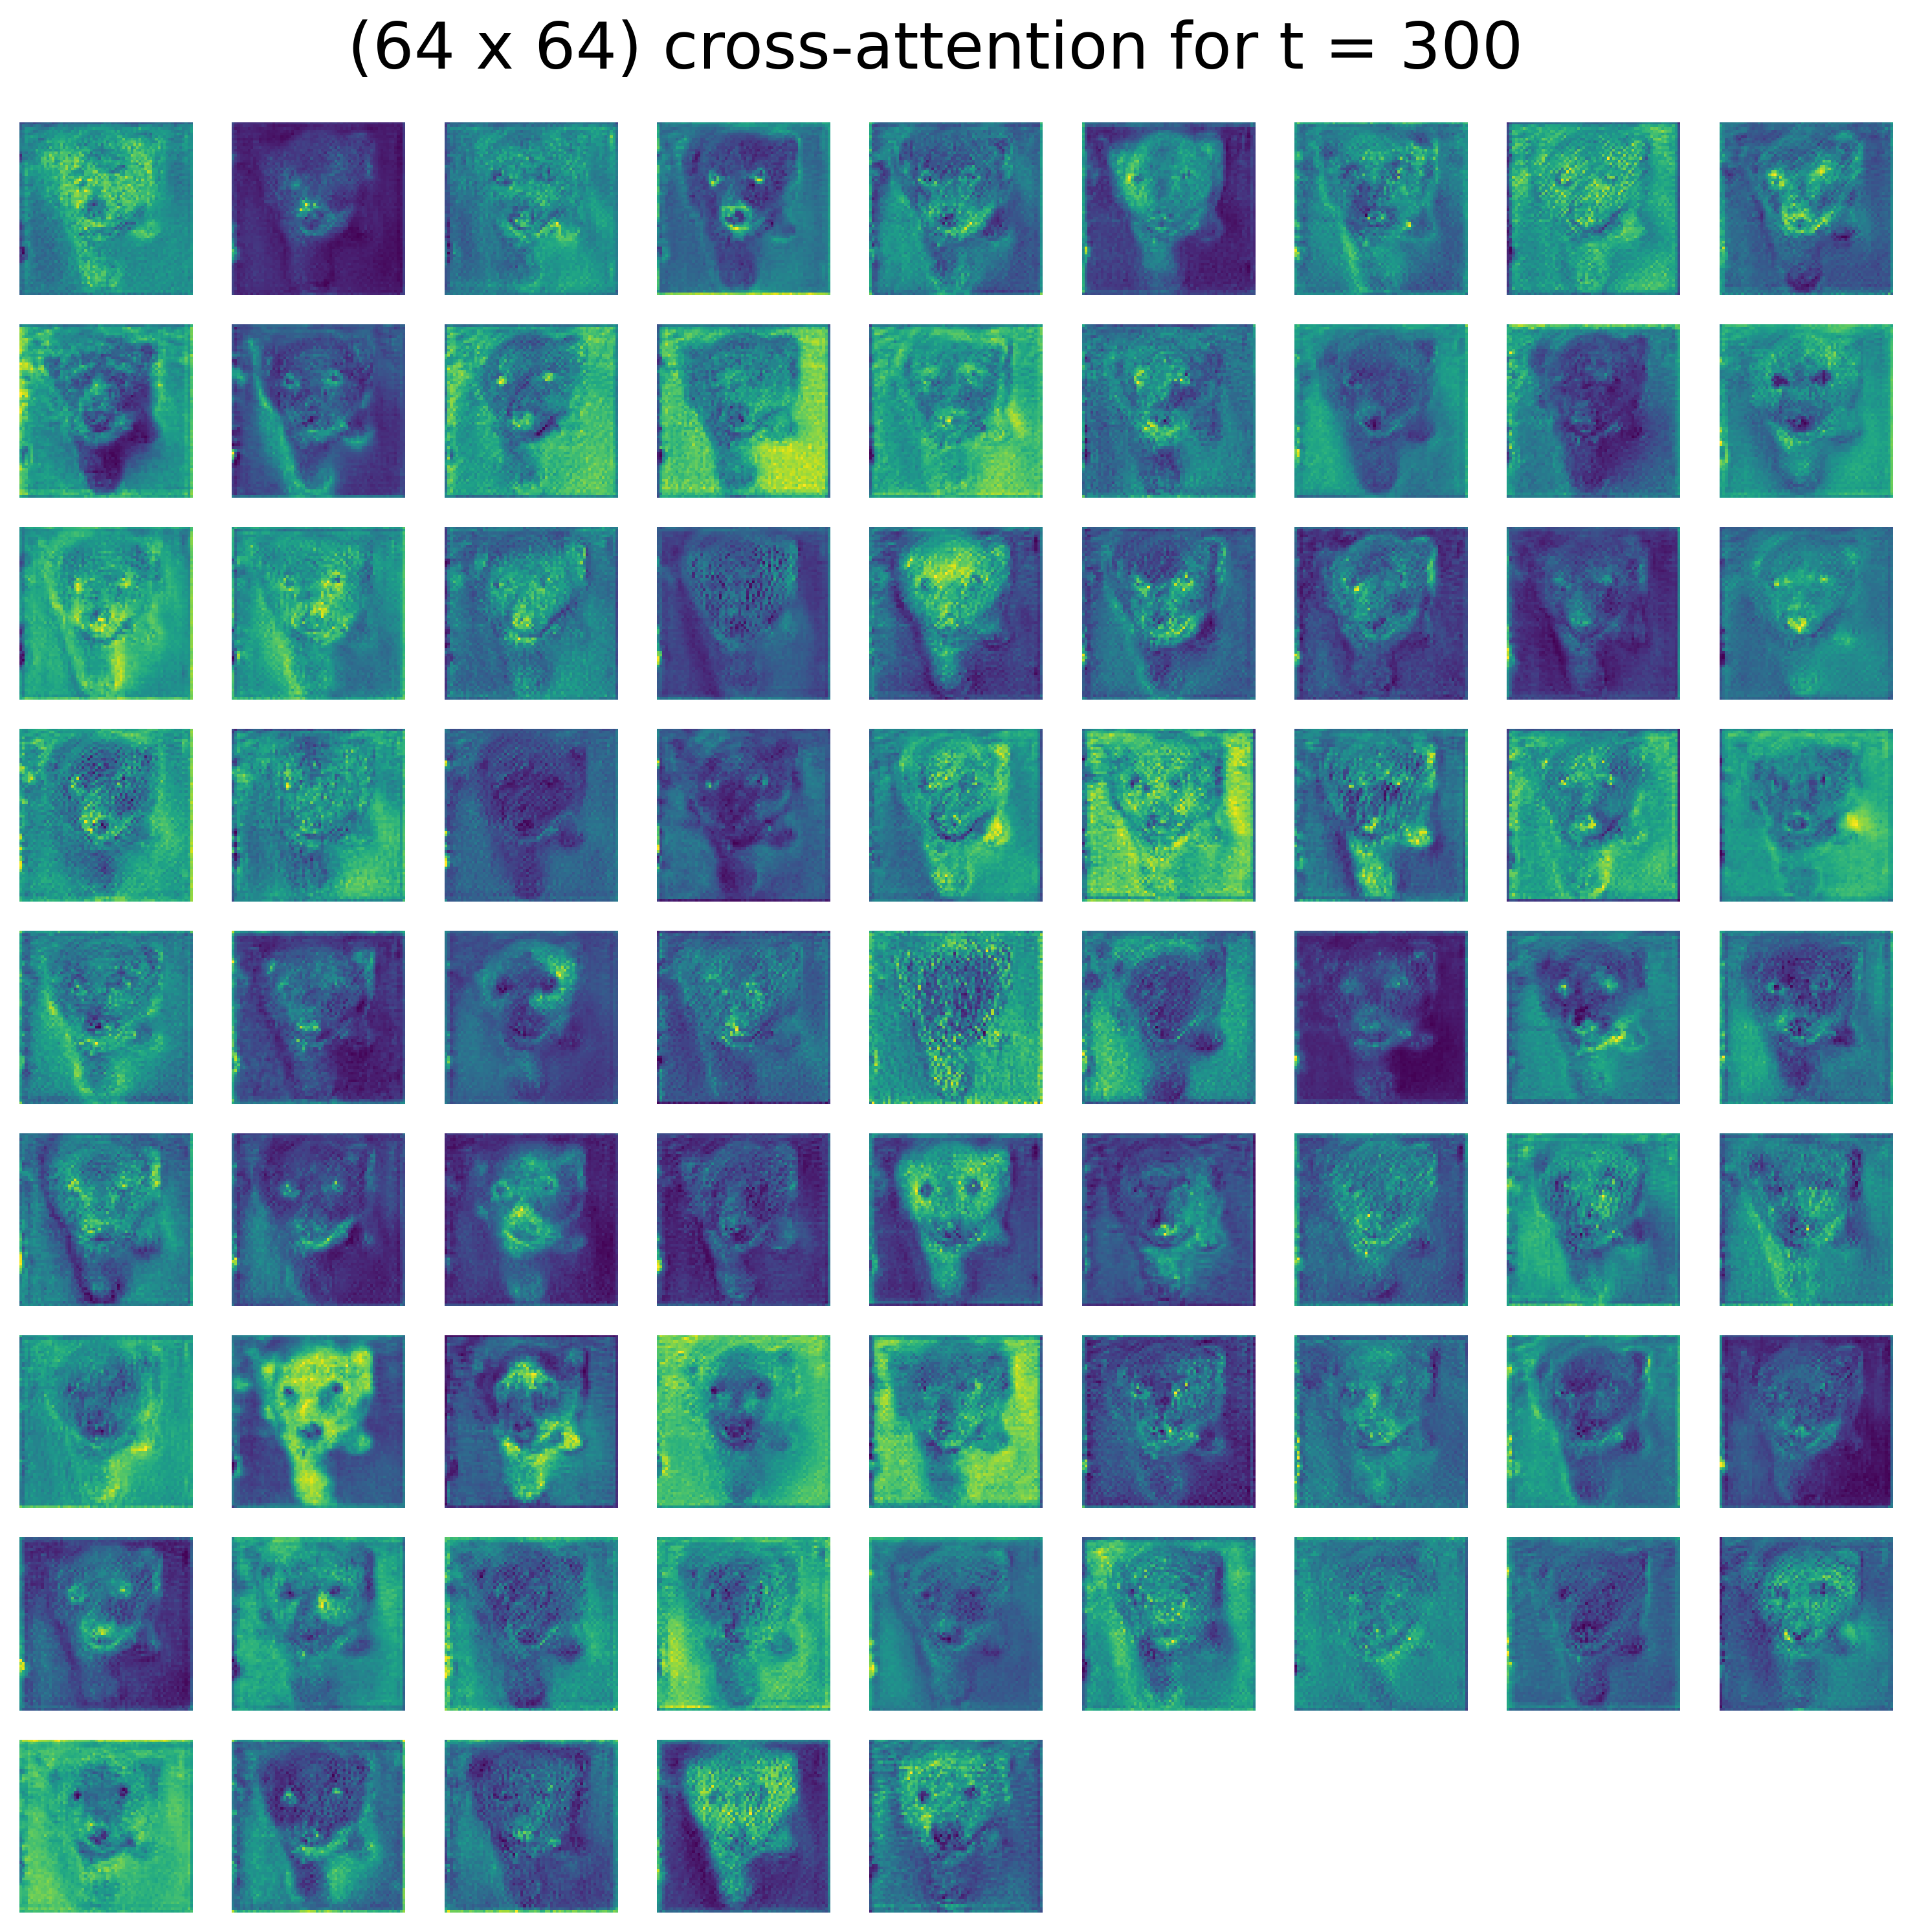 (64 x 64) cross-attention for t = 300